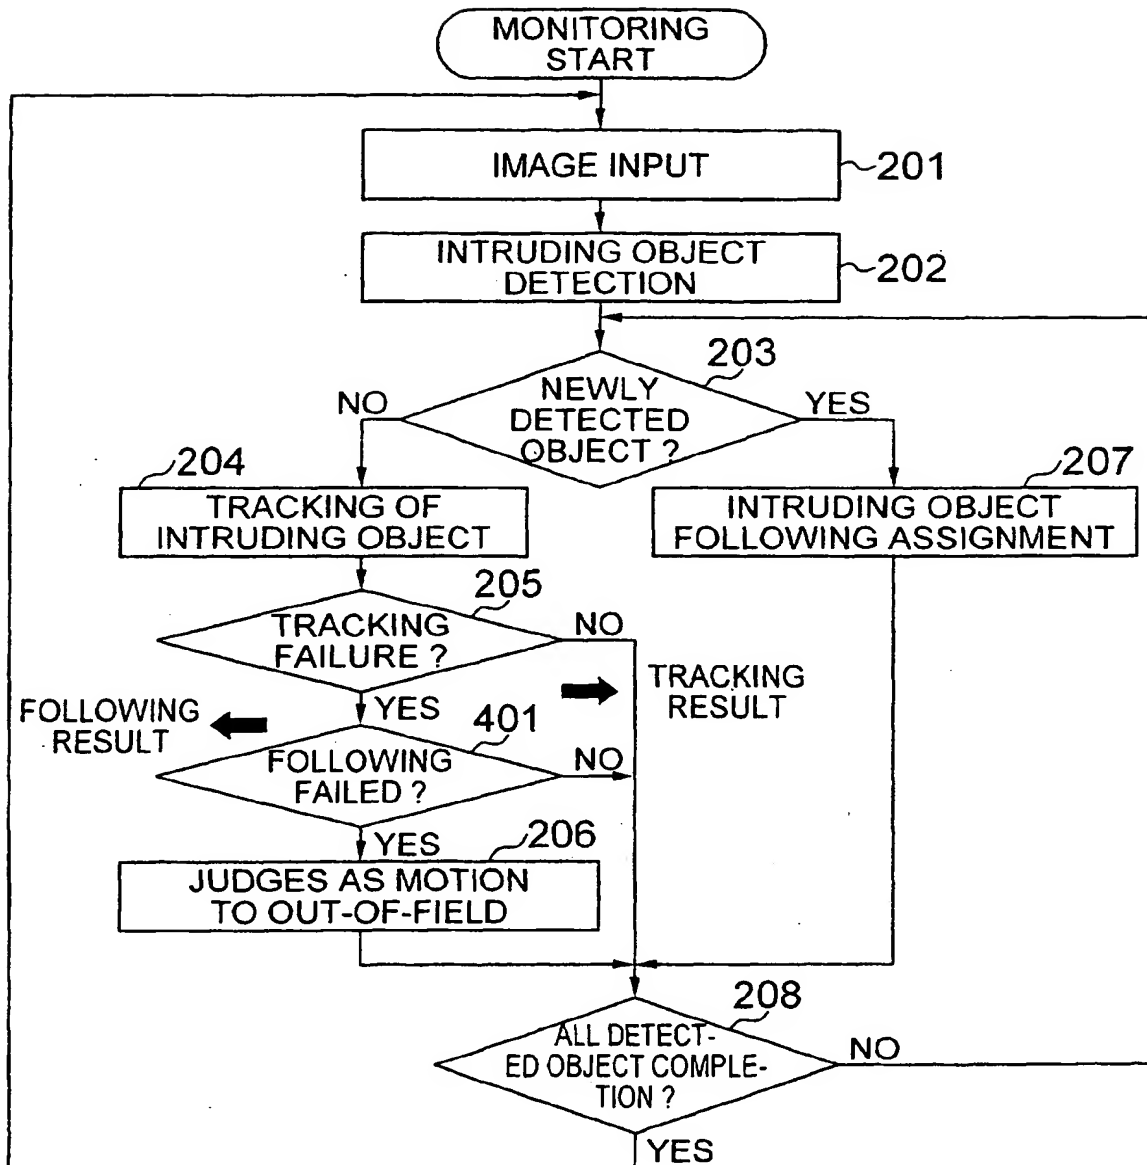 MONITORING
START
IMAGE INPUT
201
INTRUDING OBJECT
DETECTION
202
203
NEWLY
DETECTED
OBJECT ?
NO
YES
204
TRACKING OF
INTRUDING OBJECT
207
INTRUDING OBJECT
FOLLOWING ASSIGNMENT
205
TRACKING
FAILURE ?
NO
YES
TRACKING
RESULT
FOLLOWING
RESULT
401
FOLLOWING
FAILED ?
NO
YES
206
JUDGES AS MOTION
TO OUT-OF-FIELD
208
ALL DETECT-
ED OBJECT COMPLE-
TION ?
NO
YES